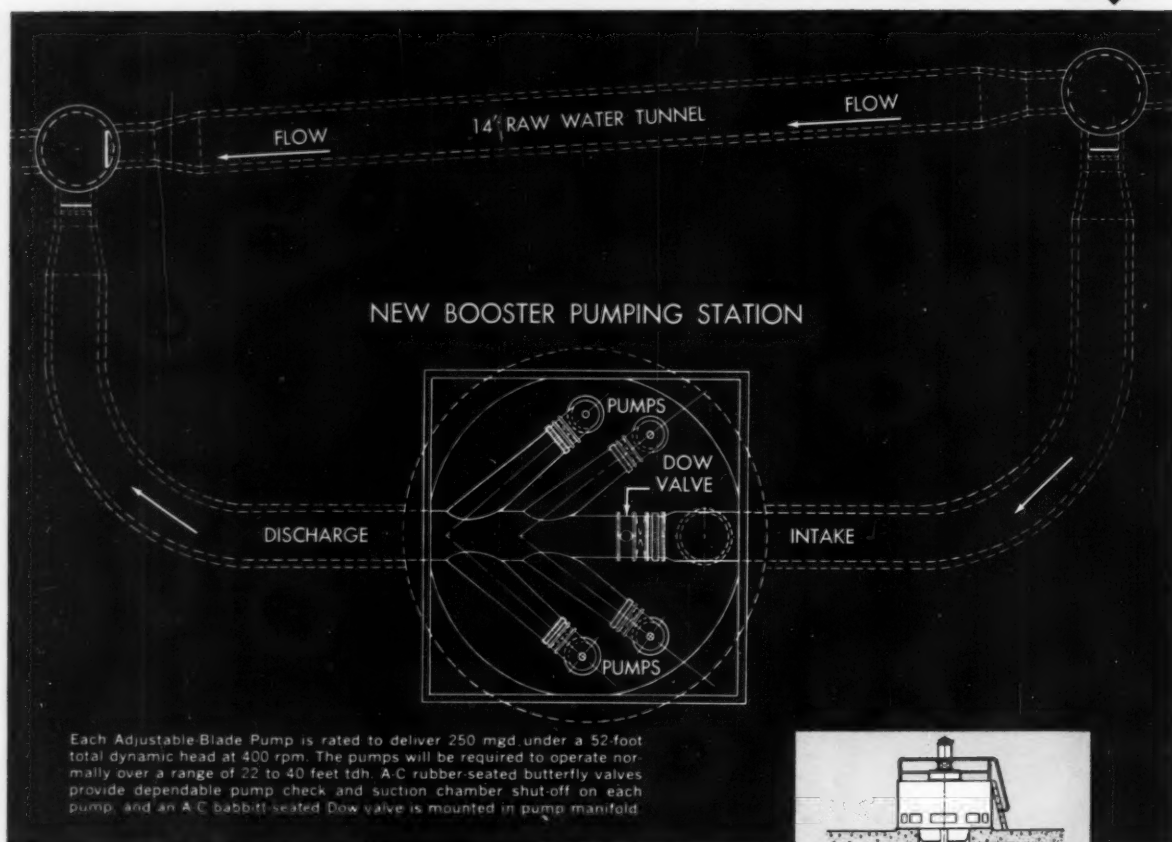 FLOW
14' RAW WATER TUNNEL
FLOW
NEW BOOSTER PUMPING STATION
PUMPS
DOW
VALVE
DISCHARGE
INTAKE
PUMPS
Each Adjustable-Blade Pump is rated to deliver 250 mgd under a 52-foot
total dynamic head at 400 rpm. The pumps will be required to operate nor-
mally over a range of 22 to 40 feet tdh. A-C rubber-seated butterfly valves
provide dependable pump check and suction chamber shut-off on each
pump, and an A-C babbitt-seated Dow valve is mounted in pump manifold.